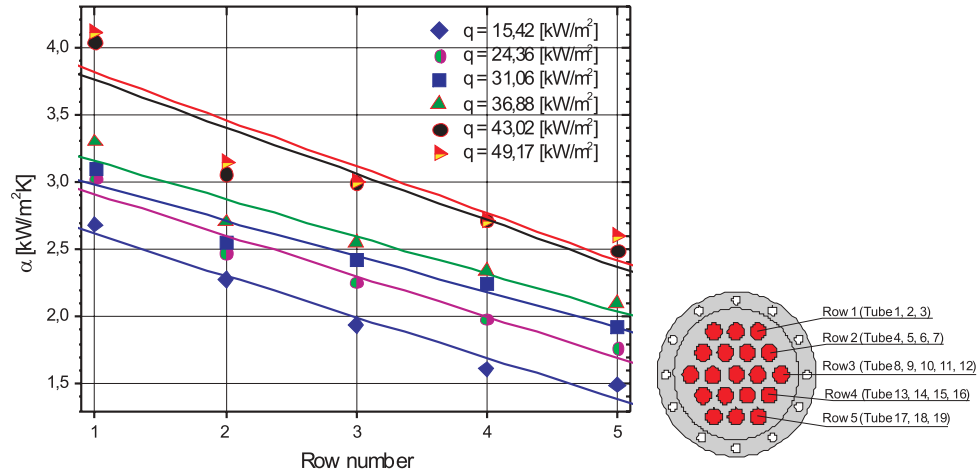 4,0
3,5
3,0
2,5
2,0
1,5
α [kW/m²K]
1 2 3 4 5
Row number
q = 15,42 [kW/m²]
q = 24,36 [kW/m²]
q = 31,06 [kW/m²]
q = 36,88 [kW/m²]
q = 43,02 [kW/m²]
q = 49,17 [kW/m²]
Row 1 (Tube 1, 2, 3)
Row 2 (Tube 4, 5, 6, 7)
Row3 (Tube 8, 9, 10, 11, 12)
Row4 (Tube 13, 14, 15, 16)
Row 5 (Tube 17, 18, 19)